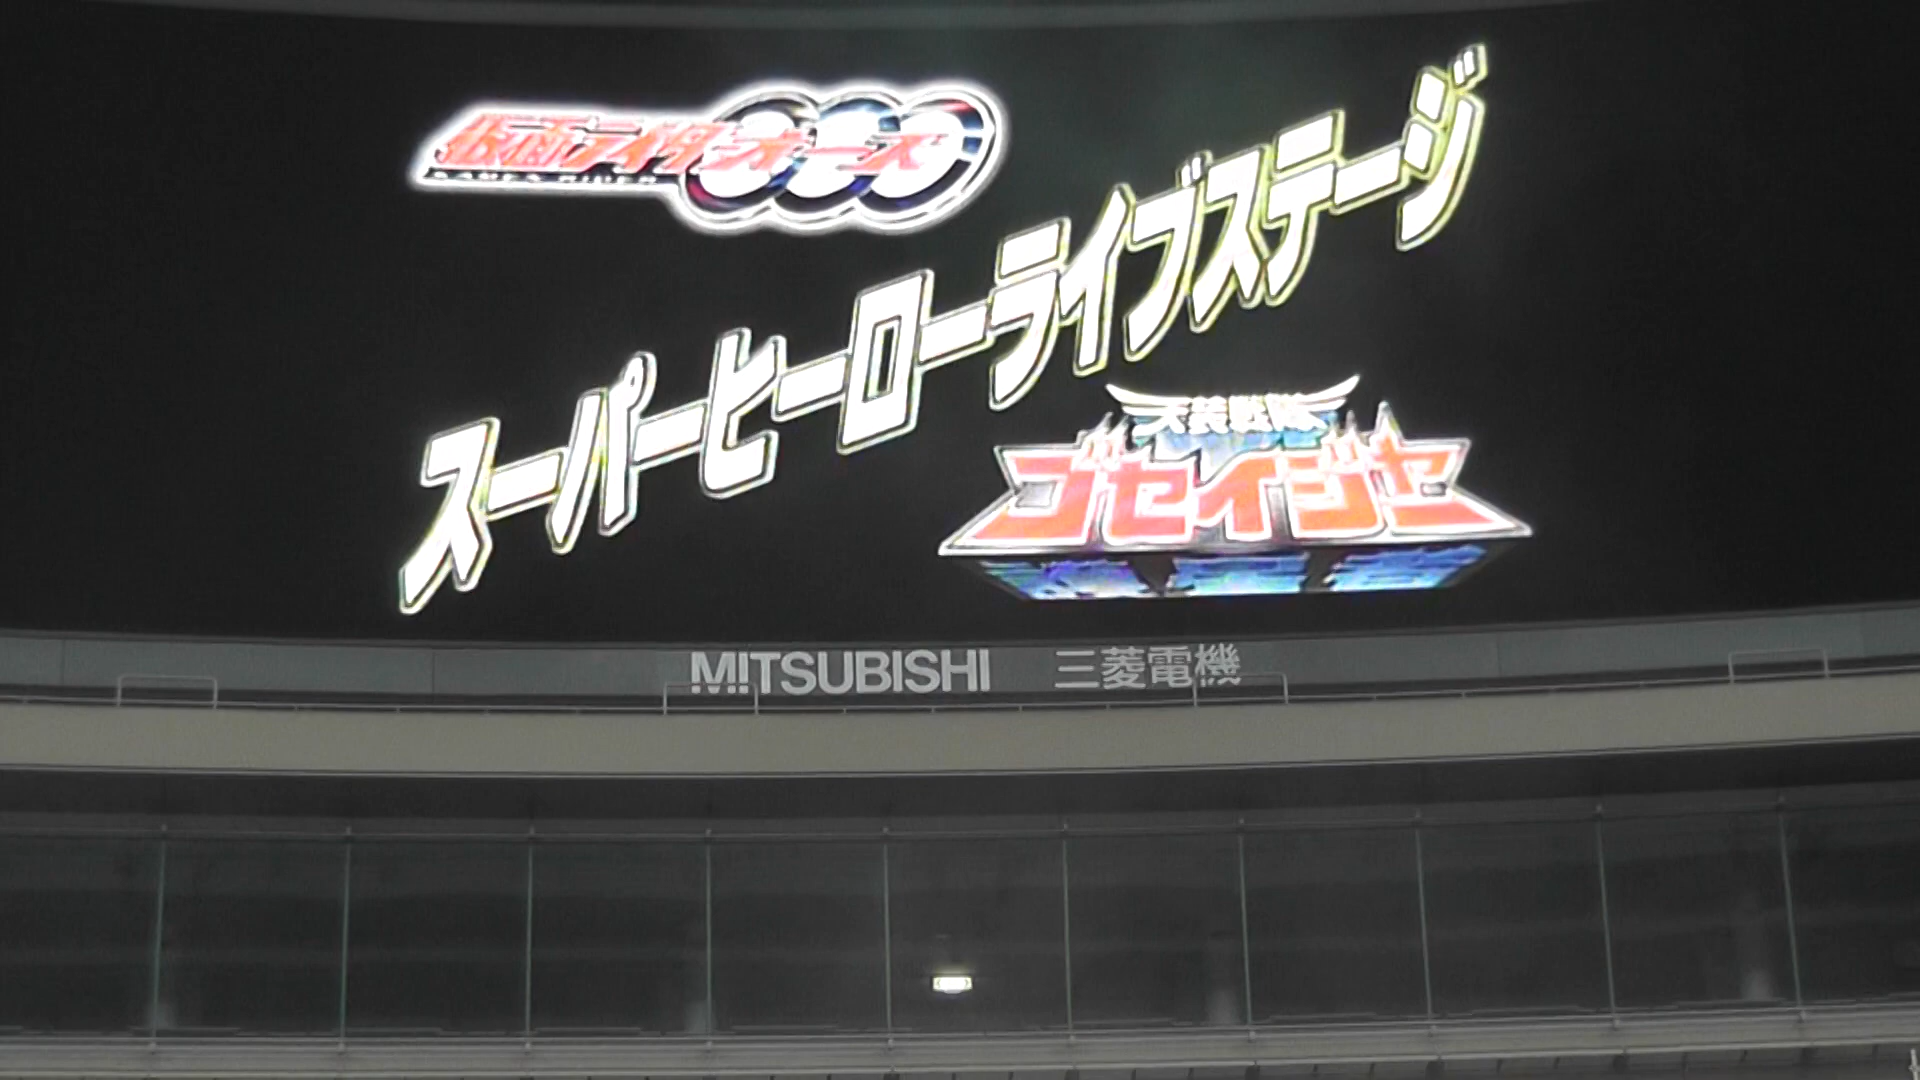 仮面ライダーオーズ
KAMEN RIDER
スーパーヒーローライブステージ
天装戦隊
ゴセイジャー
MITSUBISHI 三菱電機